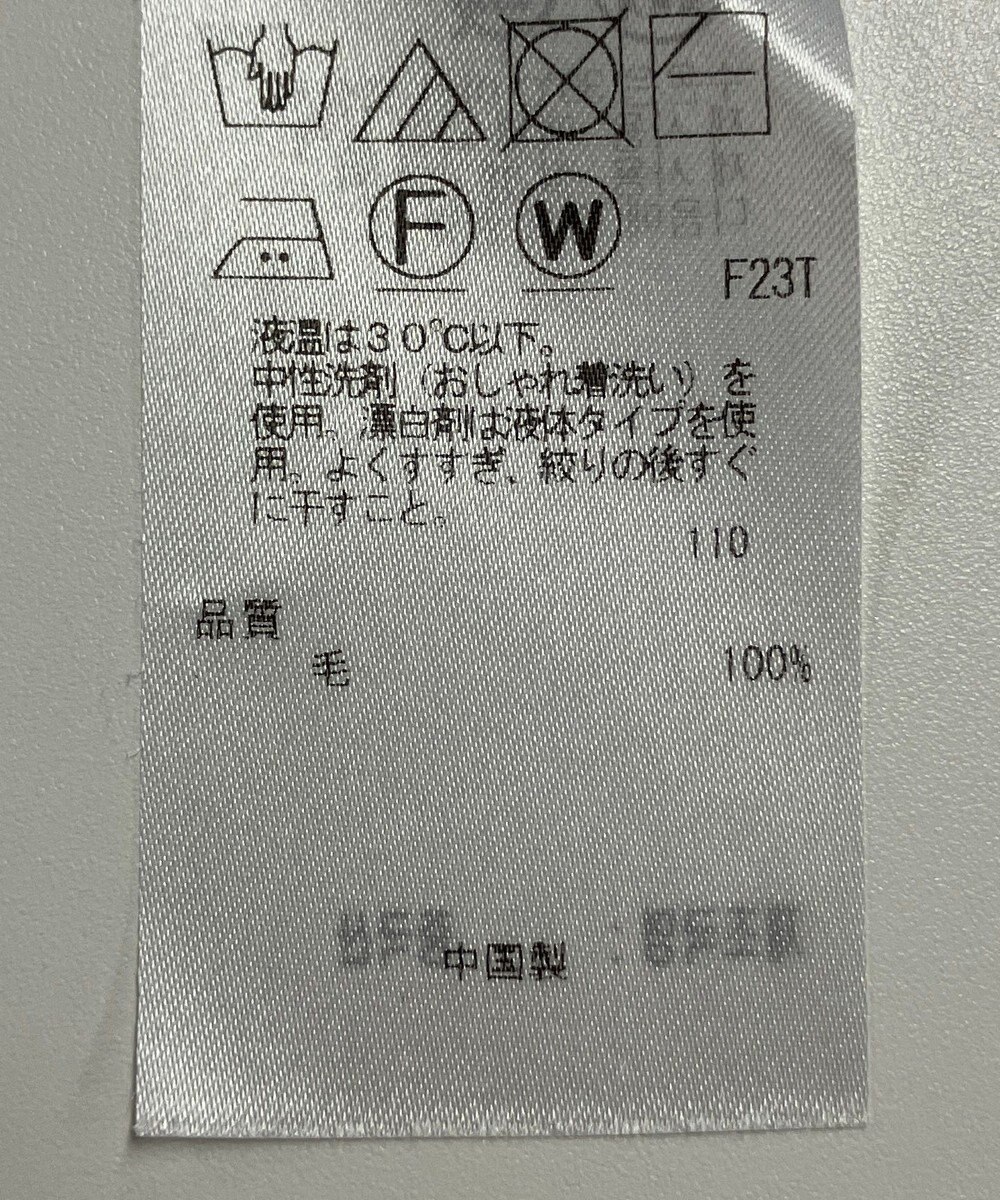 F W
F23T
液温は30℃以下。
中性洗剤（おしゃれ着洗い）を
使用。漂白剤は液体タイプを使
用。よくすすぎ、絞りの後すぐ
に干すこと。
110
品質
毛 100%
中国製